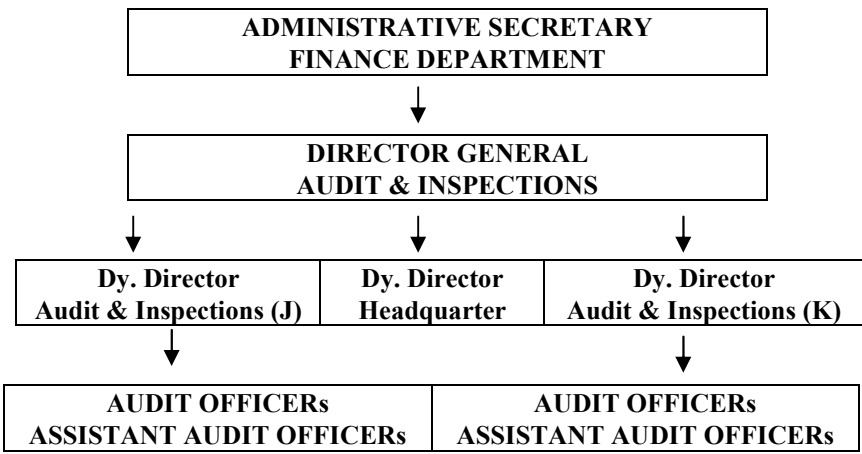 ADMINISTRATIVE SECRETARY
FINANCE DEPARTMENT
DIRECTOR GENERAL
AUDIT & INSPECTIONS
Dy. Director
Audit & Inspections (J)
Dy. Director
Headquarter
Dy. Director
Audit & Inspections (K)
AUDIT OFFICERs
ASSISTANT AUDIT OFFICERs
AUDIT OFFICERs
ASSISTANT AUDIT OFFICERs